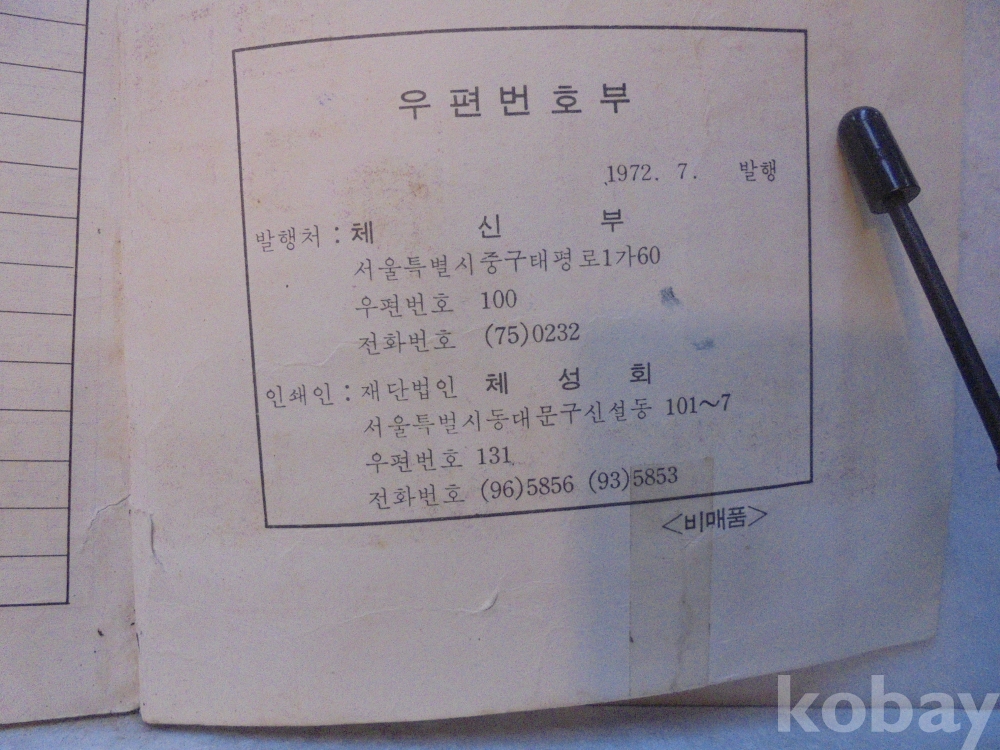 우편번호부
1972. 7. 발행
발행처 : 체 신 부
서울특별시중구태평로1가60
우편번호 100
전화번호 (75)0232
인쇄인 : 재단법인 체 성 회
서울특별시동대문구신설동 101~7
우편번호 131
전화번호 (96)5856 (93)5853
<비매품>
kobay